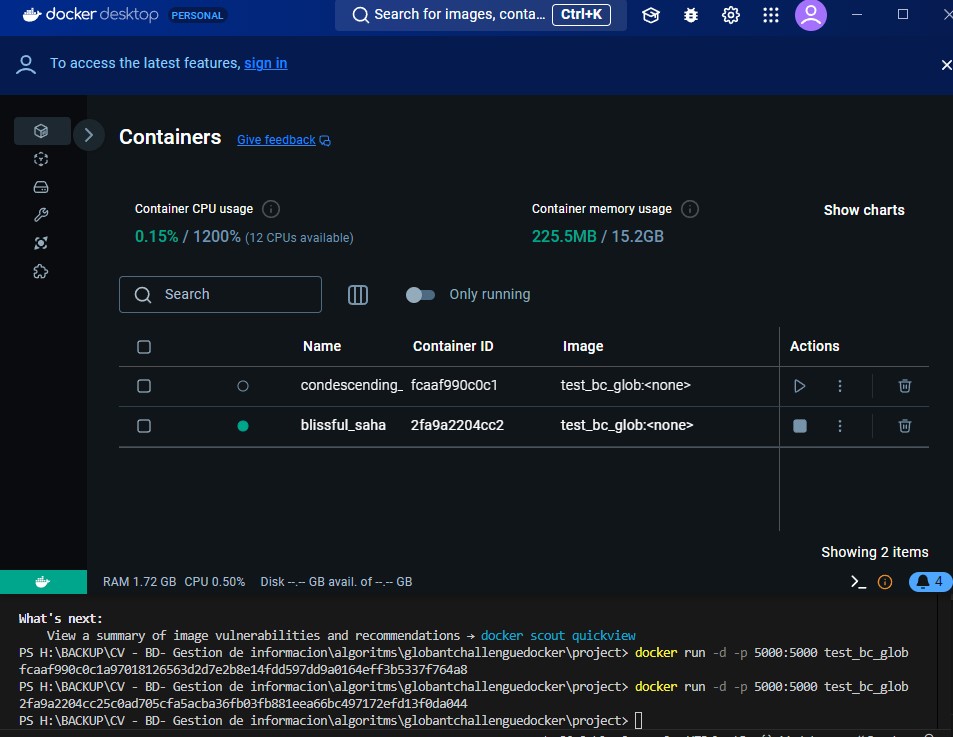 docker desktop PERSONAL Search for images, conta... Ctrl+K
To access the latest features, sign in
Containers Give feedback
Container CPU usage Container memory usage Show charts
0.15% / 1200% (12 CPUs available) 225.5MB / 15.2GB
Search Only running
Name Container ID Image Actions
condescending_ fcaaf990c0c1 test_bc_glob:<none>
blissful_saha 2fa9a2204cc2 test_bc_glob:<none>
Showing 2 items
RAM 1.72 GB CPU 0.50% Disk --.-- GB avail. of --.-- GB 4
What's next:
View a summary of image vulnerabilities and recommendations → docker scout quickview
PS H:\BACKUP\CV - BD- Gestion de informacion\algoritms\globantchallenguedocker\project> docker run -d -p 5000:5000 test_bc_glob
fcaaf990c0c1a97018126563d2d7e2b8e14fdd597dd9a0164eff3b5337f764a8
PS H:\BACKUP\CV - BD- Gestion de informacion\algoritms\globantchallenguedocker\project> docker run -d -p 5000:5000 test_bc_glob
2fa9a2204cc25c0ad705cfa5acba36fb03fb881eea66bc497172efd13f0da044
PS H:\BACKUP\CV - BD- Gestion de informacion\algoritms\globantchallenguedocker\project>